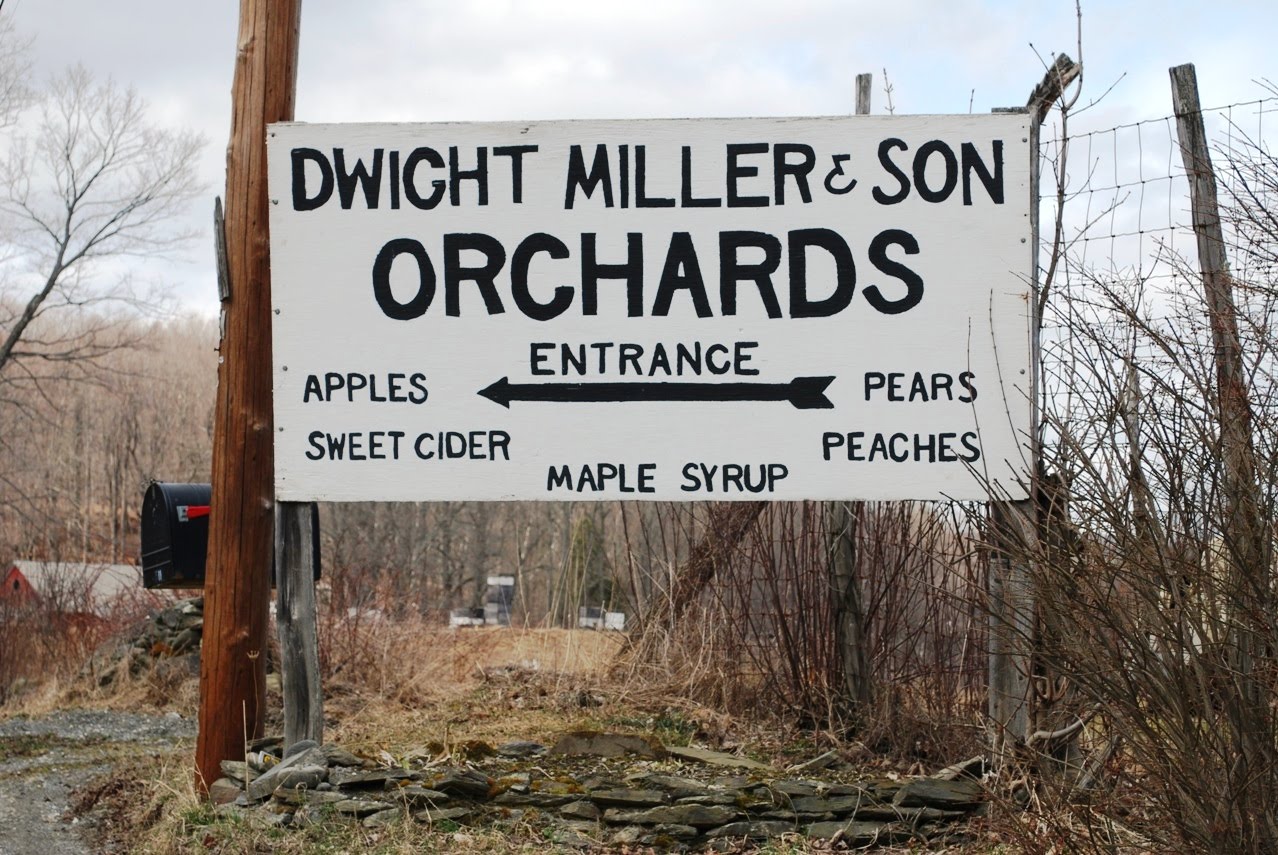 DWIGHT MILLER & SON
ORCHARDS
ENTRANCE
APPLES PEARS
SWEET CIDER PEACHES
MAPLE SYRUP